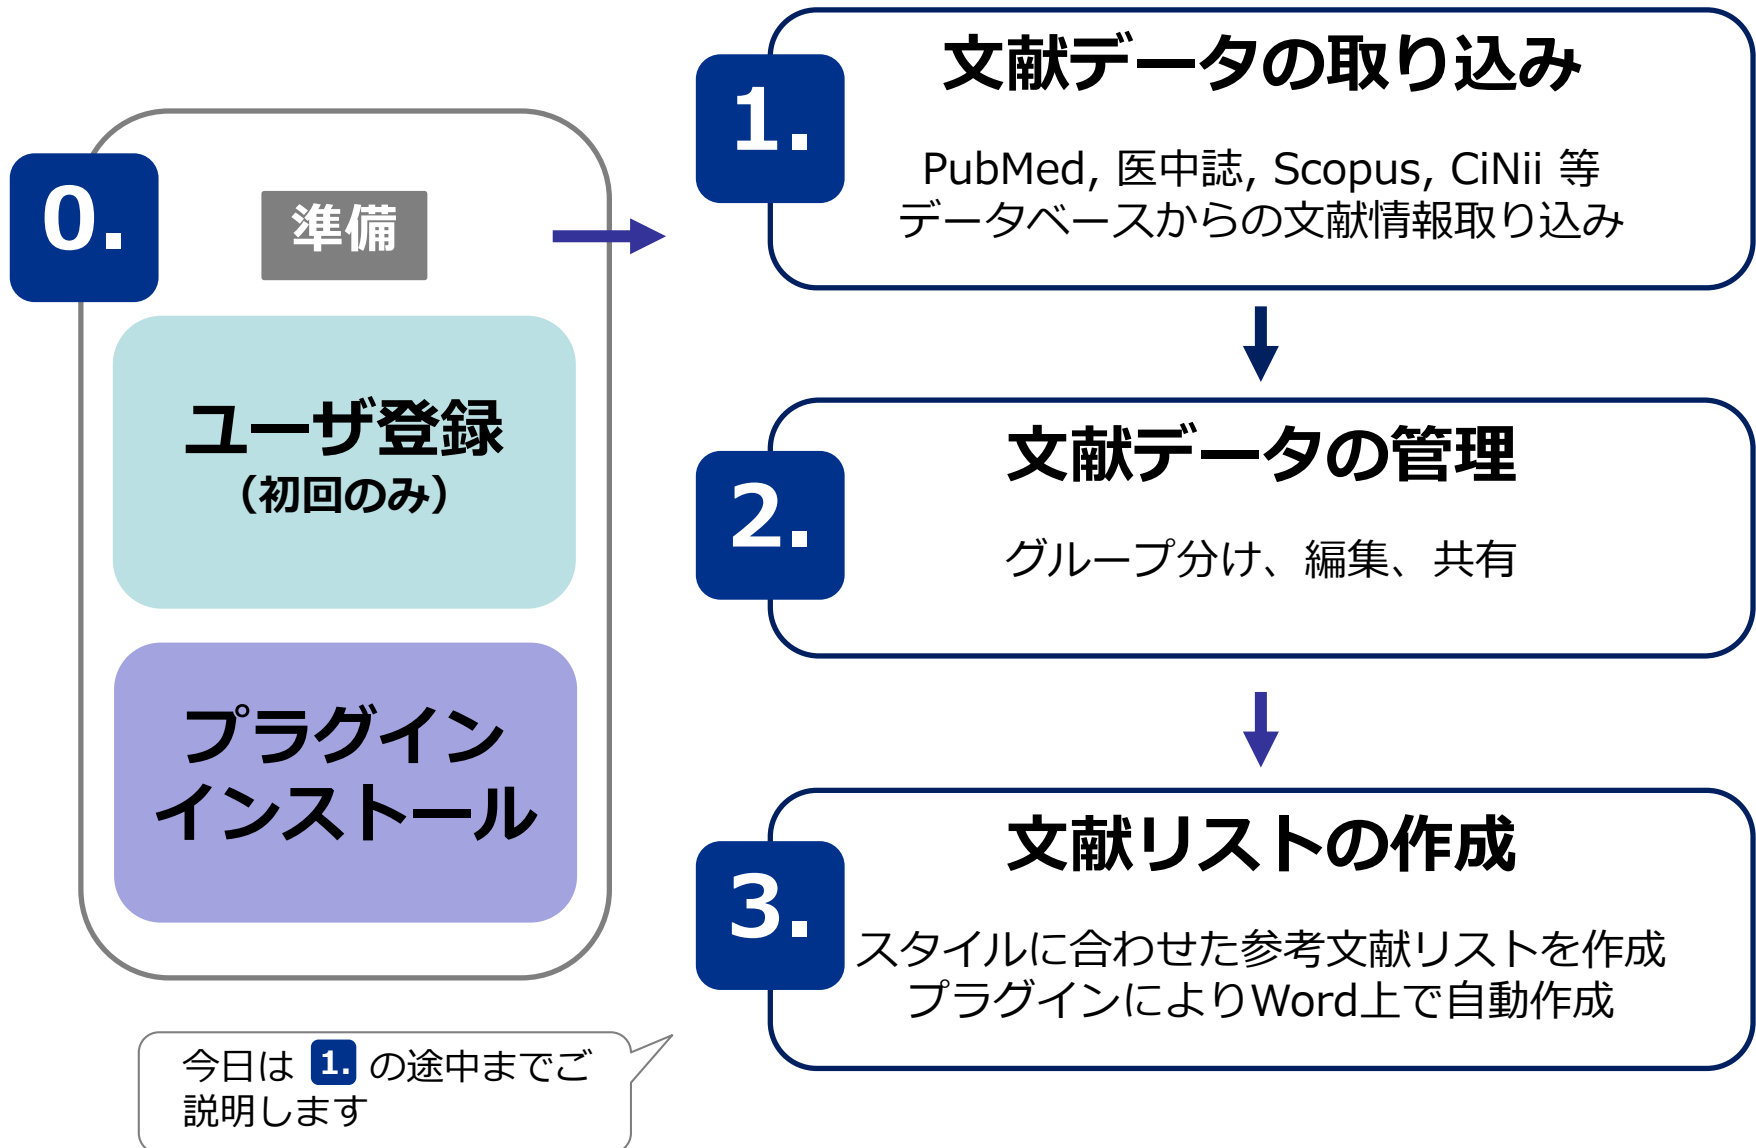 0.
準備
ユーザ登録
（初回のみ）
プラグイン
インストール
1.
文献データの取り込み
PubMed, 医中誌, Scopus, CiNii 等
データベースからの文献情報取り込み
2.
文献データの管理
グループ分け、編集、共有
3.
文献リストの作成
スタイルに合わせた参考文献リストを作成
プラグインによりWord上で自動作成
今日は 1. の途中までご
説明します